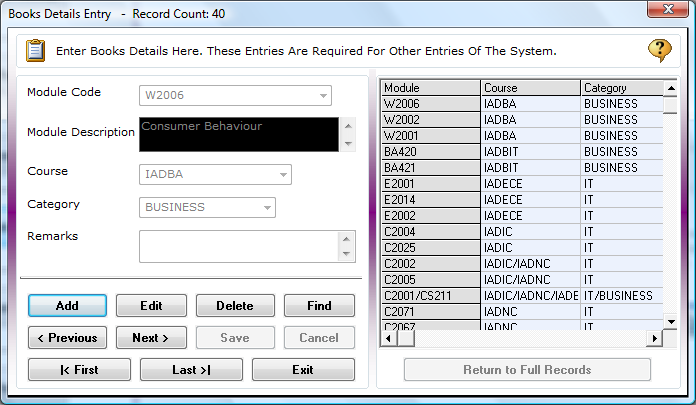 Books Details Entry - Record Count: 40
Enter Books Details Here. These Entries Are Required For Other Entries Of The System.
Module Code W2006
Module Description Consumer Behaviour
Course IADBA
Category BUSINESS
Remarks
Add Edit Delete Find
< Previous Next > Save Cancel
|< First Last >| Exit
Module Course Category
W2006 IADBA BUSINESS
W2002 IADBA BUSINESS
W2001 IADBA BUSINESS
BA420 IADBIT BUSINESS
BA421 IADBIT BUSINESS
E2001 IADECE IT
E2014 IADECE IT
E2002 IADECE IT
C2004 IADIC IT
C2025 IADIC IT
C2002 IADIC/IADNC IT
C2005 IADIC/IADNC IT
C2001/CS211 IADIC/IADNC/IADE IT/BUSINESS
C2071 IADNC IT
C2067 IADNC IT
Return to Full Records